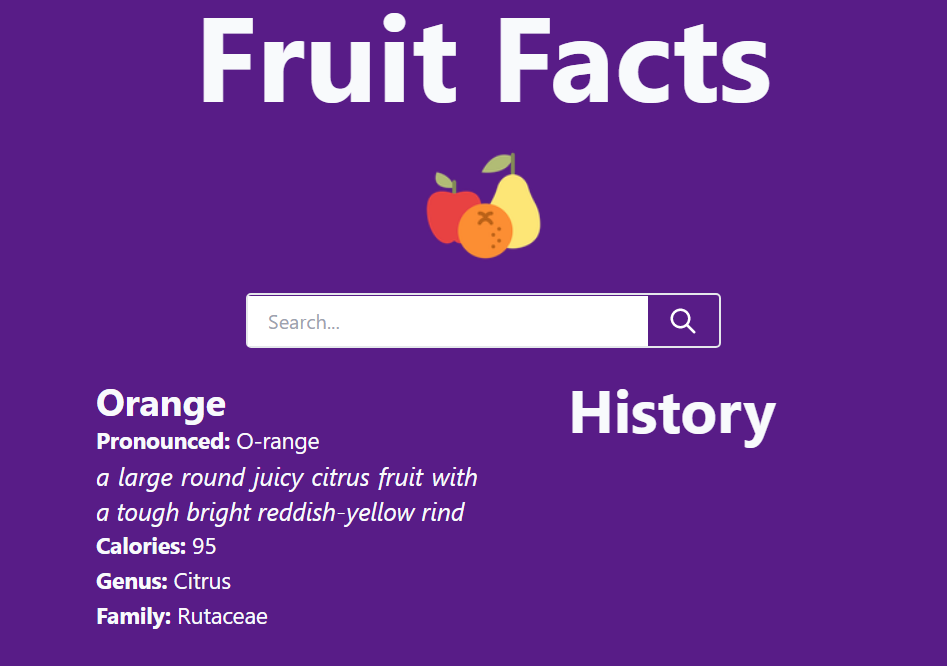 Fruit Facts
Search...
Orange
Pronounced: O-range
a large round juicy citrus fruit with
a tough bright reddish-yellow rind
Calories: 95
Genus: Citrus
Family: Rutaceae
History